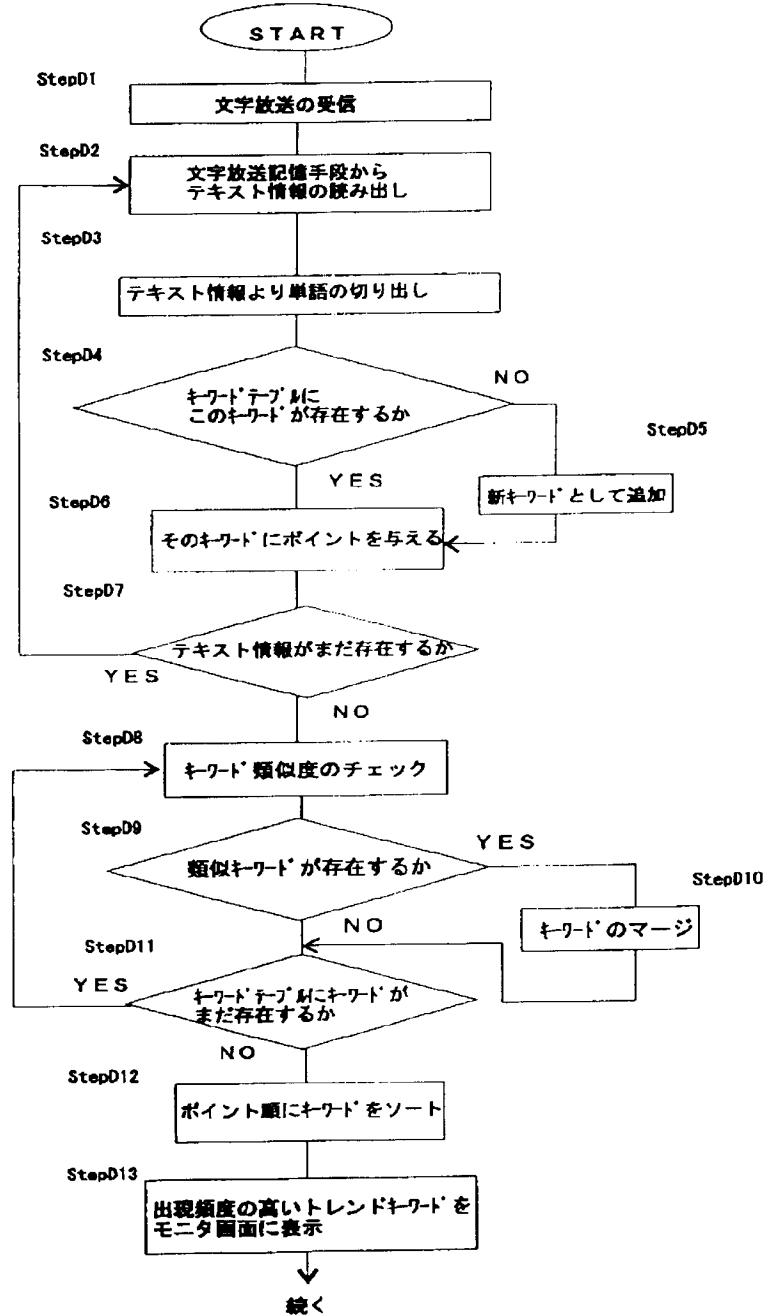 START
StepD1
文字放送の受信
StepD2
文字放送記憶手段から
テキスト情報の読み出し
StepD3
テキスト情報より単語の切り出し
StepD4
キーワードテーブルに
このキーワードが存在するか
NO
StepD5
YES
新キーワードとして追加
StepD6
そのキーワードにポイントを与える
StepD7
テキスト情報がまだ存在するか
YES
NO
StepD8
キーワード類似度のチェック
StepD9
YES
類似キーワードが存在するか
StepD10
NO
キーワードのマージ
StepD11
YES
キーワードテーブルにキーワードが
まだ存在するか
NO
StepD12
ポイント順にキーワードをソート
StepD13
出現頻度の高いトレンドキーワードを
モニタ画面に表示
続く